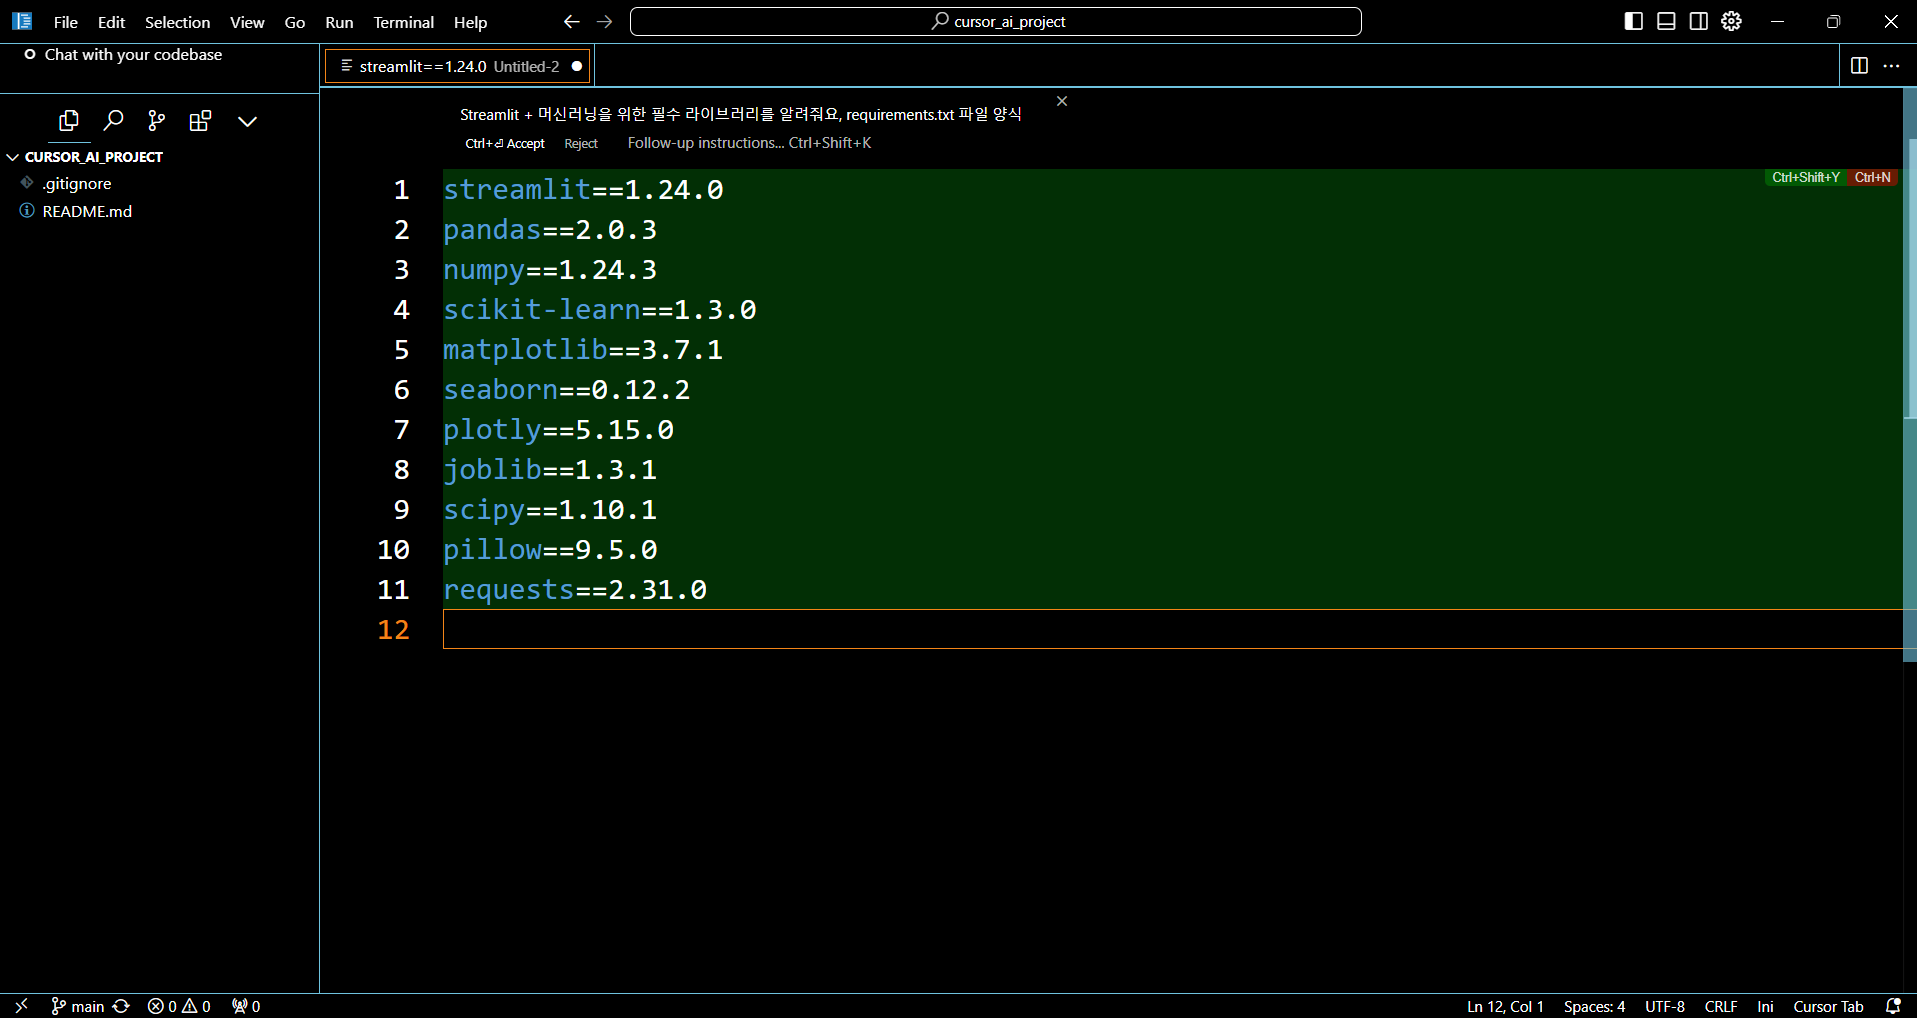 File Edit Selection View Go Run Terminal Help
cursor_ai_project
Chat with your codebase
streamlit==1.24.0 Untitled-2
CURSOR_AI_PROJECT
.gitignore
README.md
Streamlit + 머신러닝을 위한 필수 라이브러리를 알려줘요, requirements.txt 파일 양식
Ctrl+⏎ Accept Reject Follow-up instructions... Ctrl+Shift+K
Ctrl+Shift+Y Ctrl+N
1 streamlit==1.24.0
2 pandas==2.0.3
3 numpy==1.24.3
4 scikit-learn==1.3.0
5 matplotlib==3.7.1
6 seaborn==0.12.2
7 plotly==5.15.0
8 joblib==1.3.1
9 scipy==1.10.1
10 pillow==9.5.0
11 requests==2.31.0
12
main 0 0 0 Ln 12, Col 1 Spaces: 4 UTF-8 CRLF Ini Cursor Tab